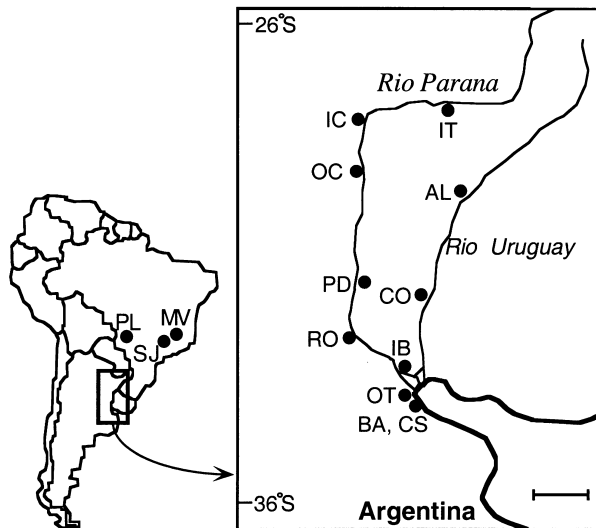 26°S
Rio Parana
IC
IT
OC
AL
Rio Uruguay
PD
CO
PL
MV
SJ
RO
IB
OT
BA, CS
36°S
Argentina